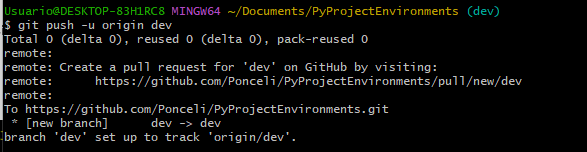 Usuario@DESKTOP-83H1RC8 MINGW64 ~/Documents/PyProjectEnvironments (dev)
$ git push -u origin dev
Total 0 (delta 0), reused 0 (delta 0), pack-reused 0
remote:
remote: Create a pull request for 'dev' on GitHub by visiting:
remote:      https://github.com/Ponceli/PyProjectEnvironments/pull/new/dev
remote:
To https://github.com/Ponceli/PyProjectEnvironments.git
 * [new branch]      dev -> dev
branch 'dev' set up to track 'origin/dev'.